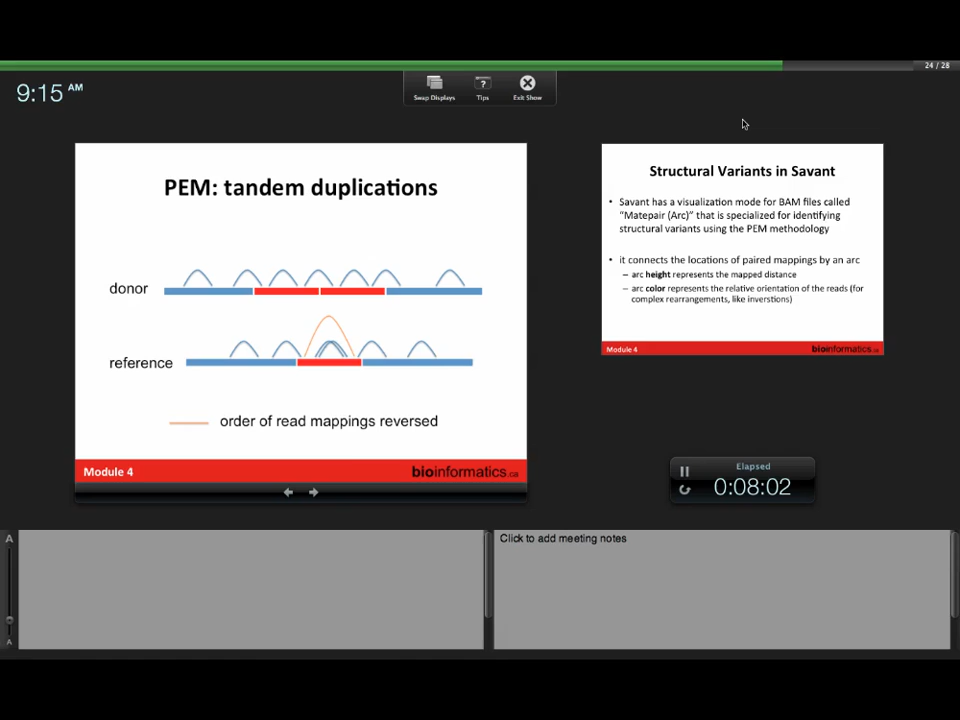 24 / 28
9:15 AM
Swap Displays
Tips
Exit Show
PEM: tandem duplications
donor
reference
order of read mappings reversed
Module 4
bioinformatics.ca
Structural Variants in Savant
• Savant has a visualization mode for BAM files called
“Matepair (Arc)” that is specialized for identifying
structural variants using the PEM methodology
• it connects the locations of paired mappings by an arc
– arc height represents the mapped distance
– arc color represents the relative orientation of the reads (for
complex rearrangements, like inverstions)
Module 4
bioinformatics.ca
Elapsed
0:08:02
A
A
Click to add meeting notes